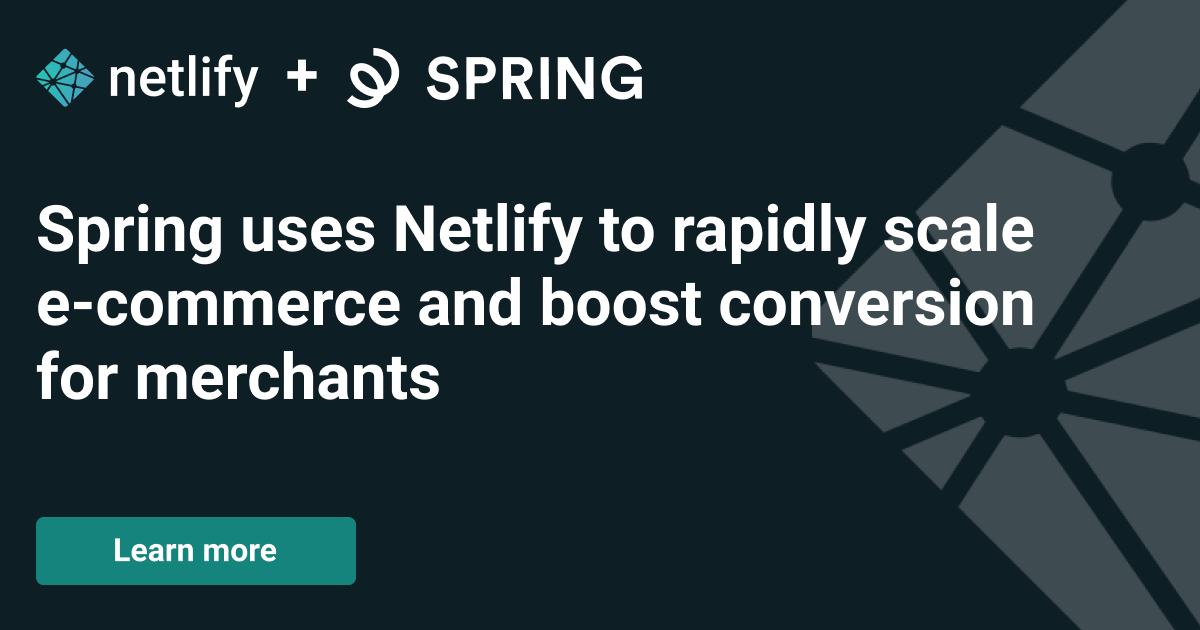 netlify + SPRING
Spring uses Netlify to rapidly scale
e-commerce and boost conversion
for merchants
Learn more